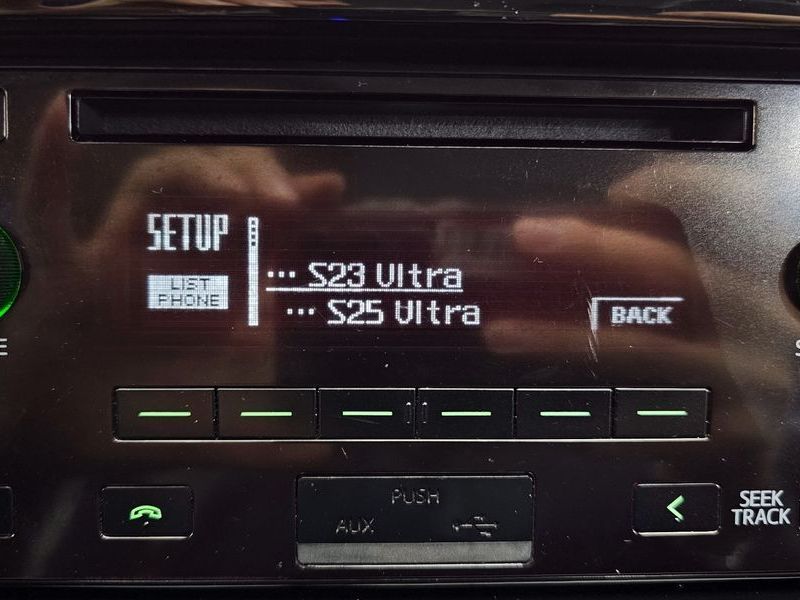 SETUP
LIST
PHONE
... S23 Ultra
... S25 Ultra
BACK
PUSH
AUX
SEEK
TRACK